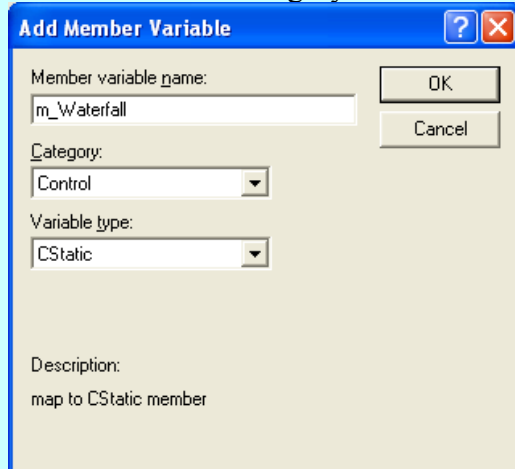 Add Member Variable
Member variable name:
OK
m_Waterfall
Cancel
Category:
Control
Variable type:
CStatic
Description:
map to CStatic member